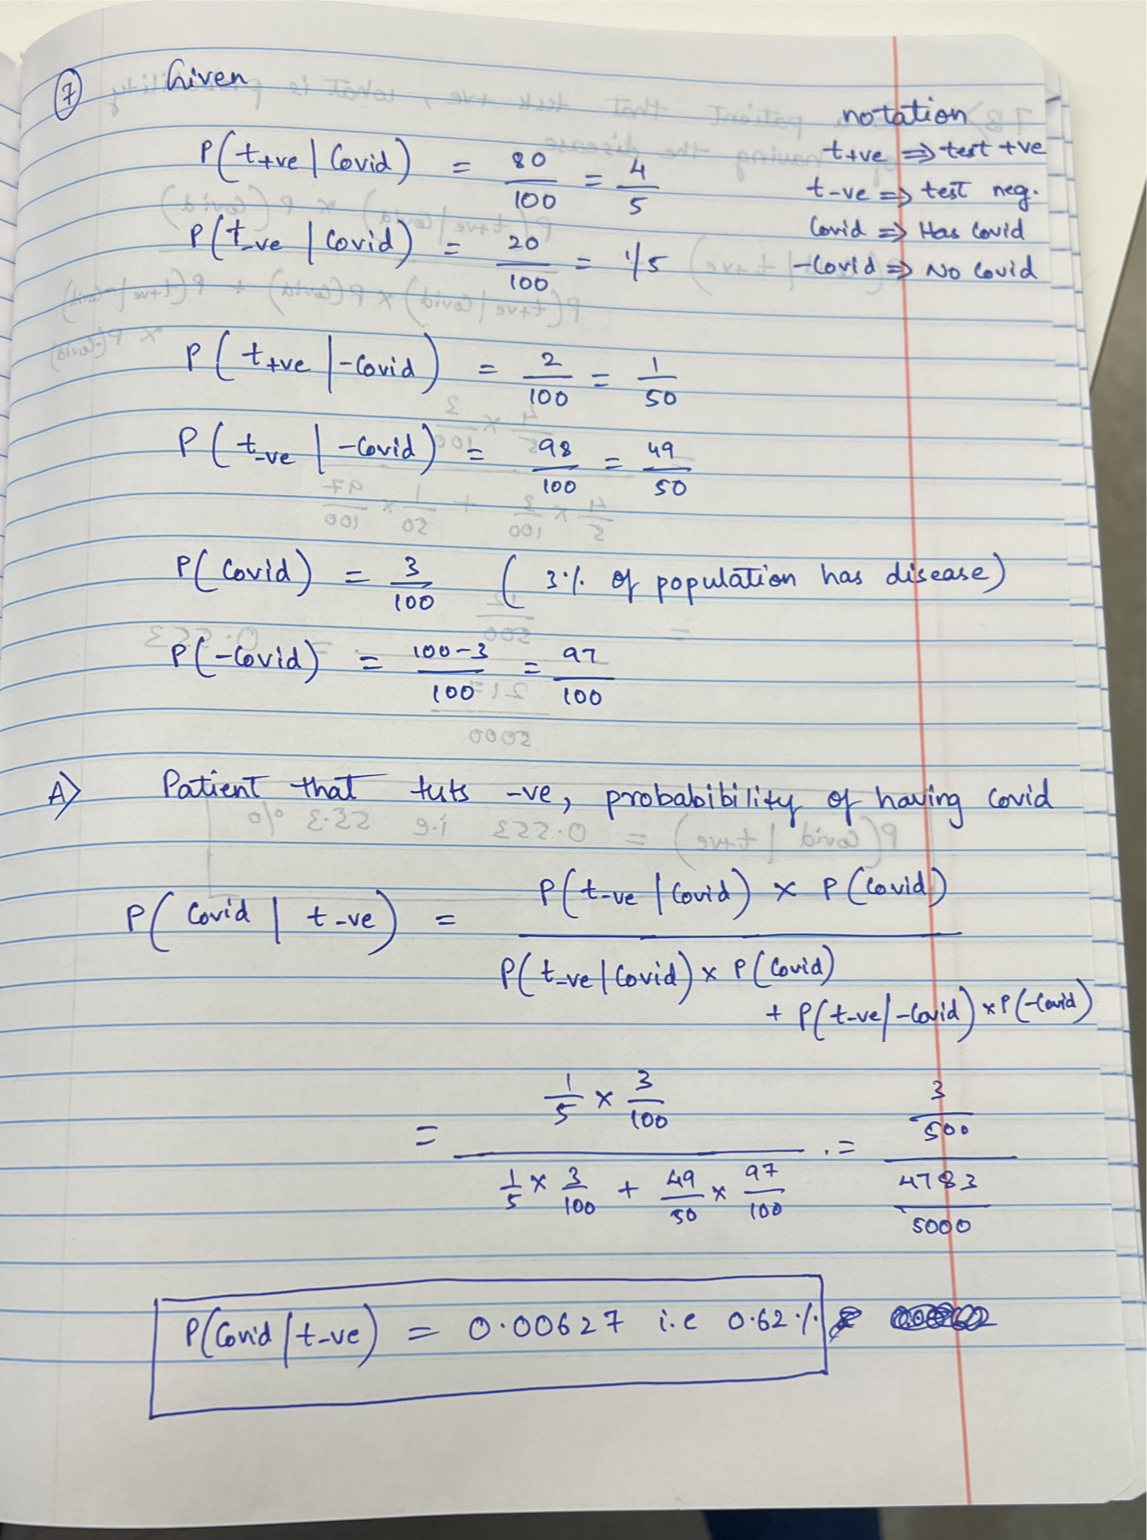 7 Given
notation
P(t+ve | Covid) = 80/100 = 4/5
t+ve ⇒ test +ve
t-ve ⇒ test neg.
P(t-ve | Covid) = 20/100 = 1/5
Covid ⇒ Has Covid
-Covid ⇒ No Covid
P(t+ve | -Covid) = 2/100 = 1/50
P(t-ve | -Covid) = 98/100 = 49/50
P(Covid) = 3/100 ( 3% of population has disease)
P(-Covid) = 100-3/100 = 97/100
A) Patient that tests -ve, probabibility of having Covid
P(Covid | t-ve) = P(t-ve | Covid) × P(Covid)
P(t-ve | Covid) × P(Covid)
+ P(t-ve | -Covid) × P(-Covid)
= 1/5 × 3/100 / 1/5 × 3/100 + 49/50 × 97/100 . = 3/500 / 4783/5000
P(Covid | t-ve) = 0.00627 i.e 0.62%